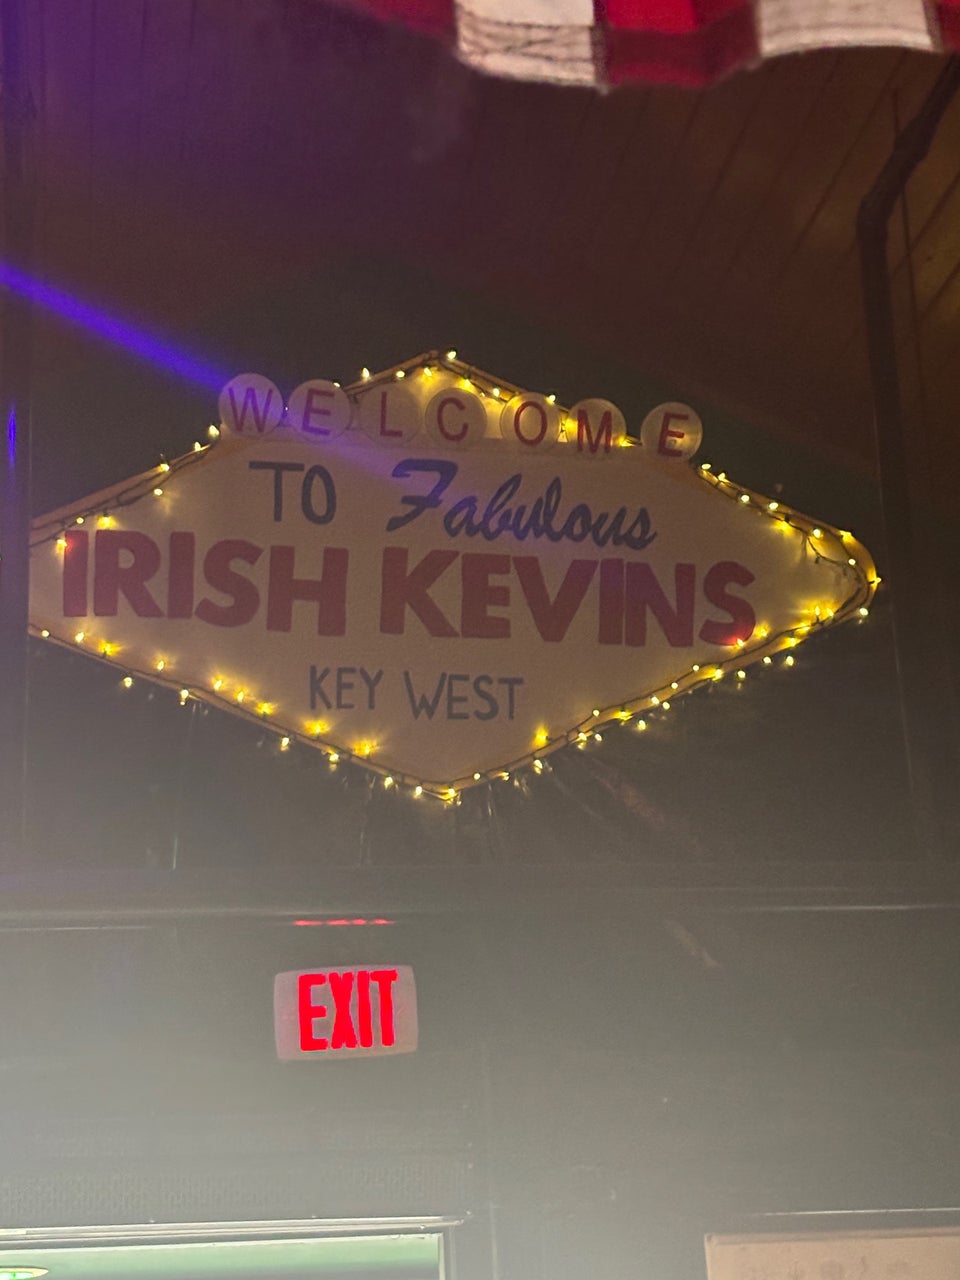 WELCOME
TO Fabulous
IRISH KEVINS
KEY WEST
EXIT